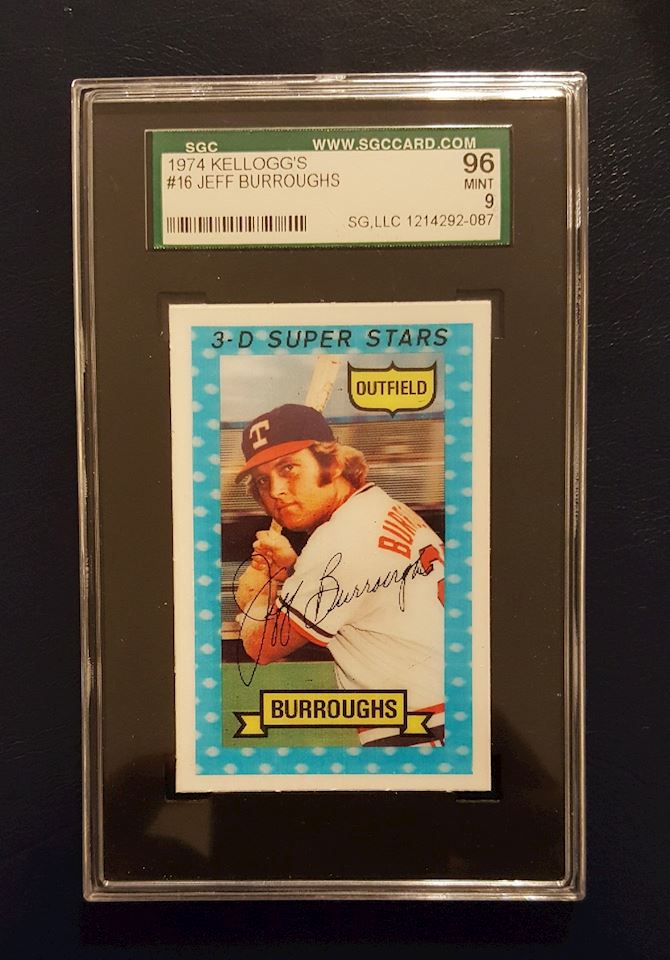 SGC WWW.SGCCARD.COM
1974 KELLOGG'S 96
#16 JEFF BURROUGHS MINT
9
SG,LLC 1214292-087
3-D SUPER STARS
OUTFIELD
T
BUR
Jeff Burroughs
BURROUGHS